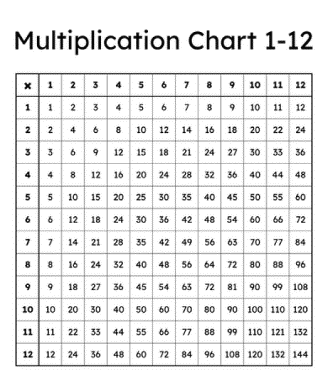 Multiplication Chart 1-12
× 1 2 3 4 5 6 7 8 9 10 11 12
1 1 2 3 4 5 6 7 8 9 10 11 12
2 2 4 6 8 10 12 14 16 18 20 22 24
3 3 6 9 12 15 18 21 24 27 30 33 36
4 4 8 12 16 20 24 28 32 36 40 44 48
5 5 10 15 20 25 30 35 40 45 50 55 60
6 6 12 18 24 30 36 42 48 54 60 66 72
7 7 14 21 28 35 42 49 56 63 70 77 84
8 8 16 24 32 40 48 56 64 72 80 88 96
9 9 18 27 36 45 54 63 72 81 90 99 108
10 10 20 30 40 50 60 70 80 90 100 110 120
11 11 22 33 44 55 66 77 88 99 110 121 132
12 12 24 36 48 60 72 84 96 108 120 132 144